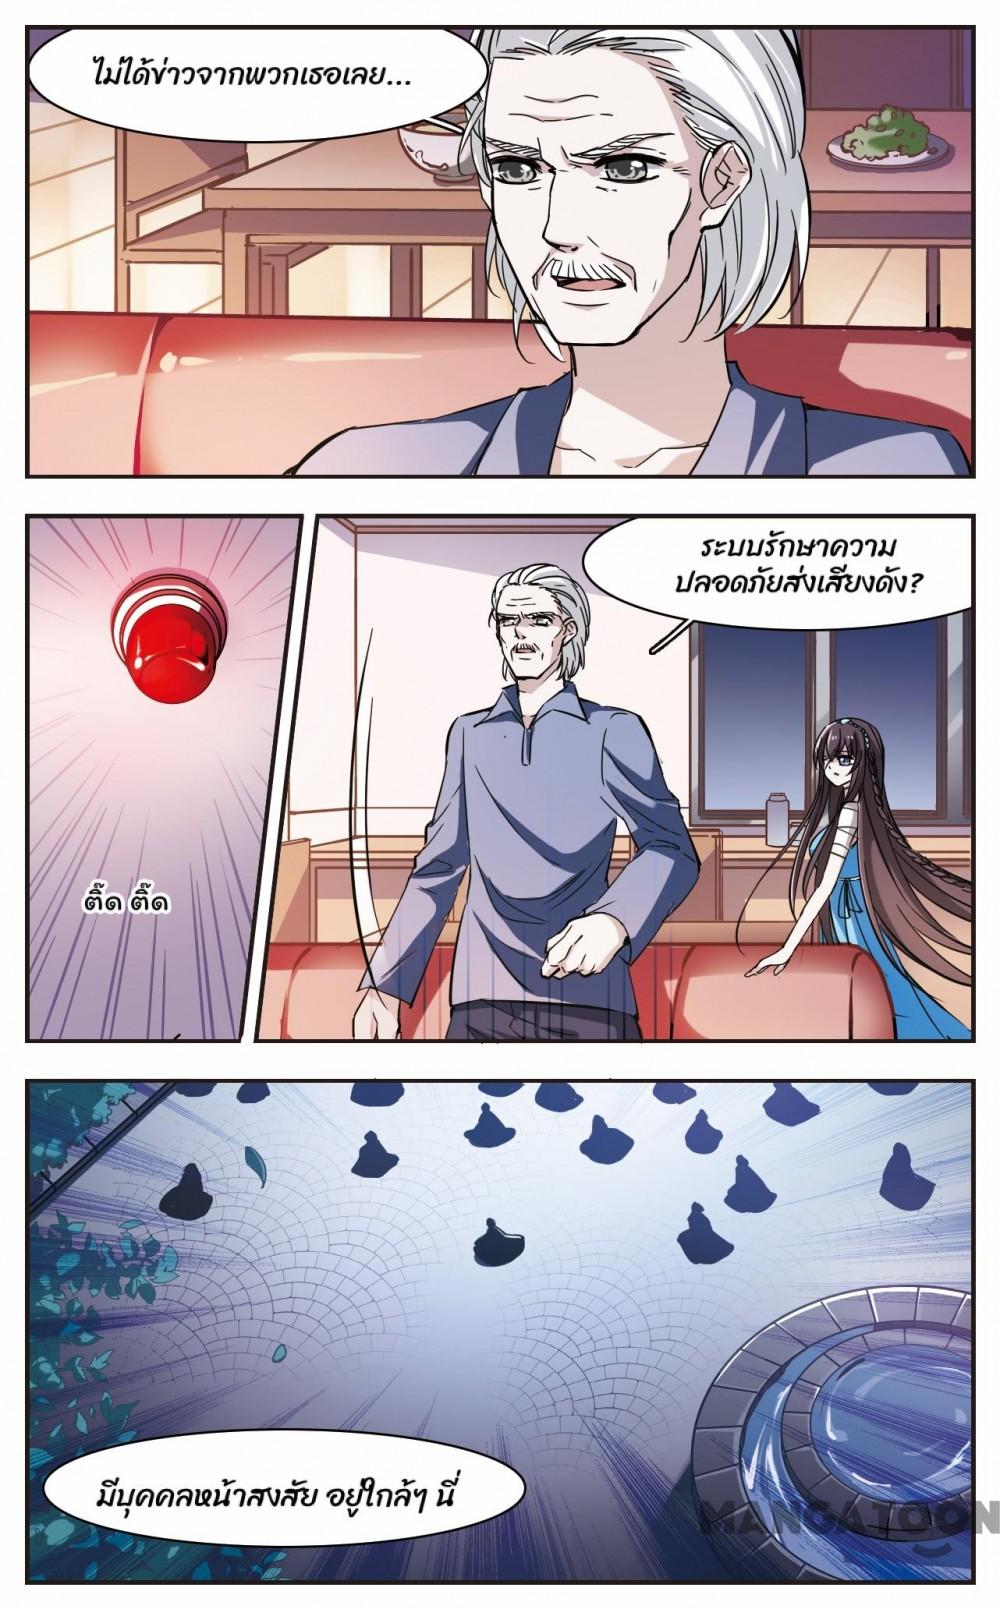 ไม่ได้ข่าวจากพวกเธอเลย...
ระบบรักษาความ
ปลอดภัยส่งเสียงดัง?
ติ๊ด ติ๊ด
มีบุคคลหน้าสงสัย อยู่ใกล้ๆ นี่
MANGATOON